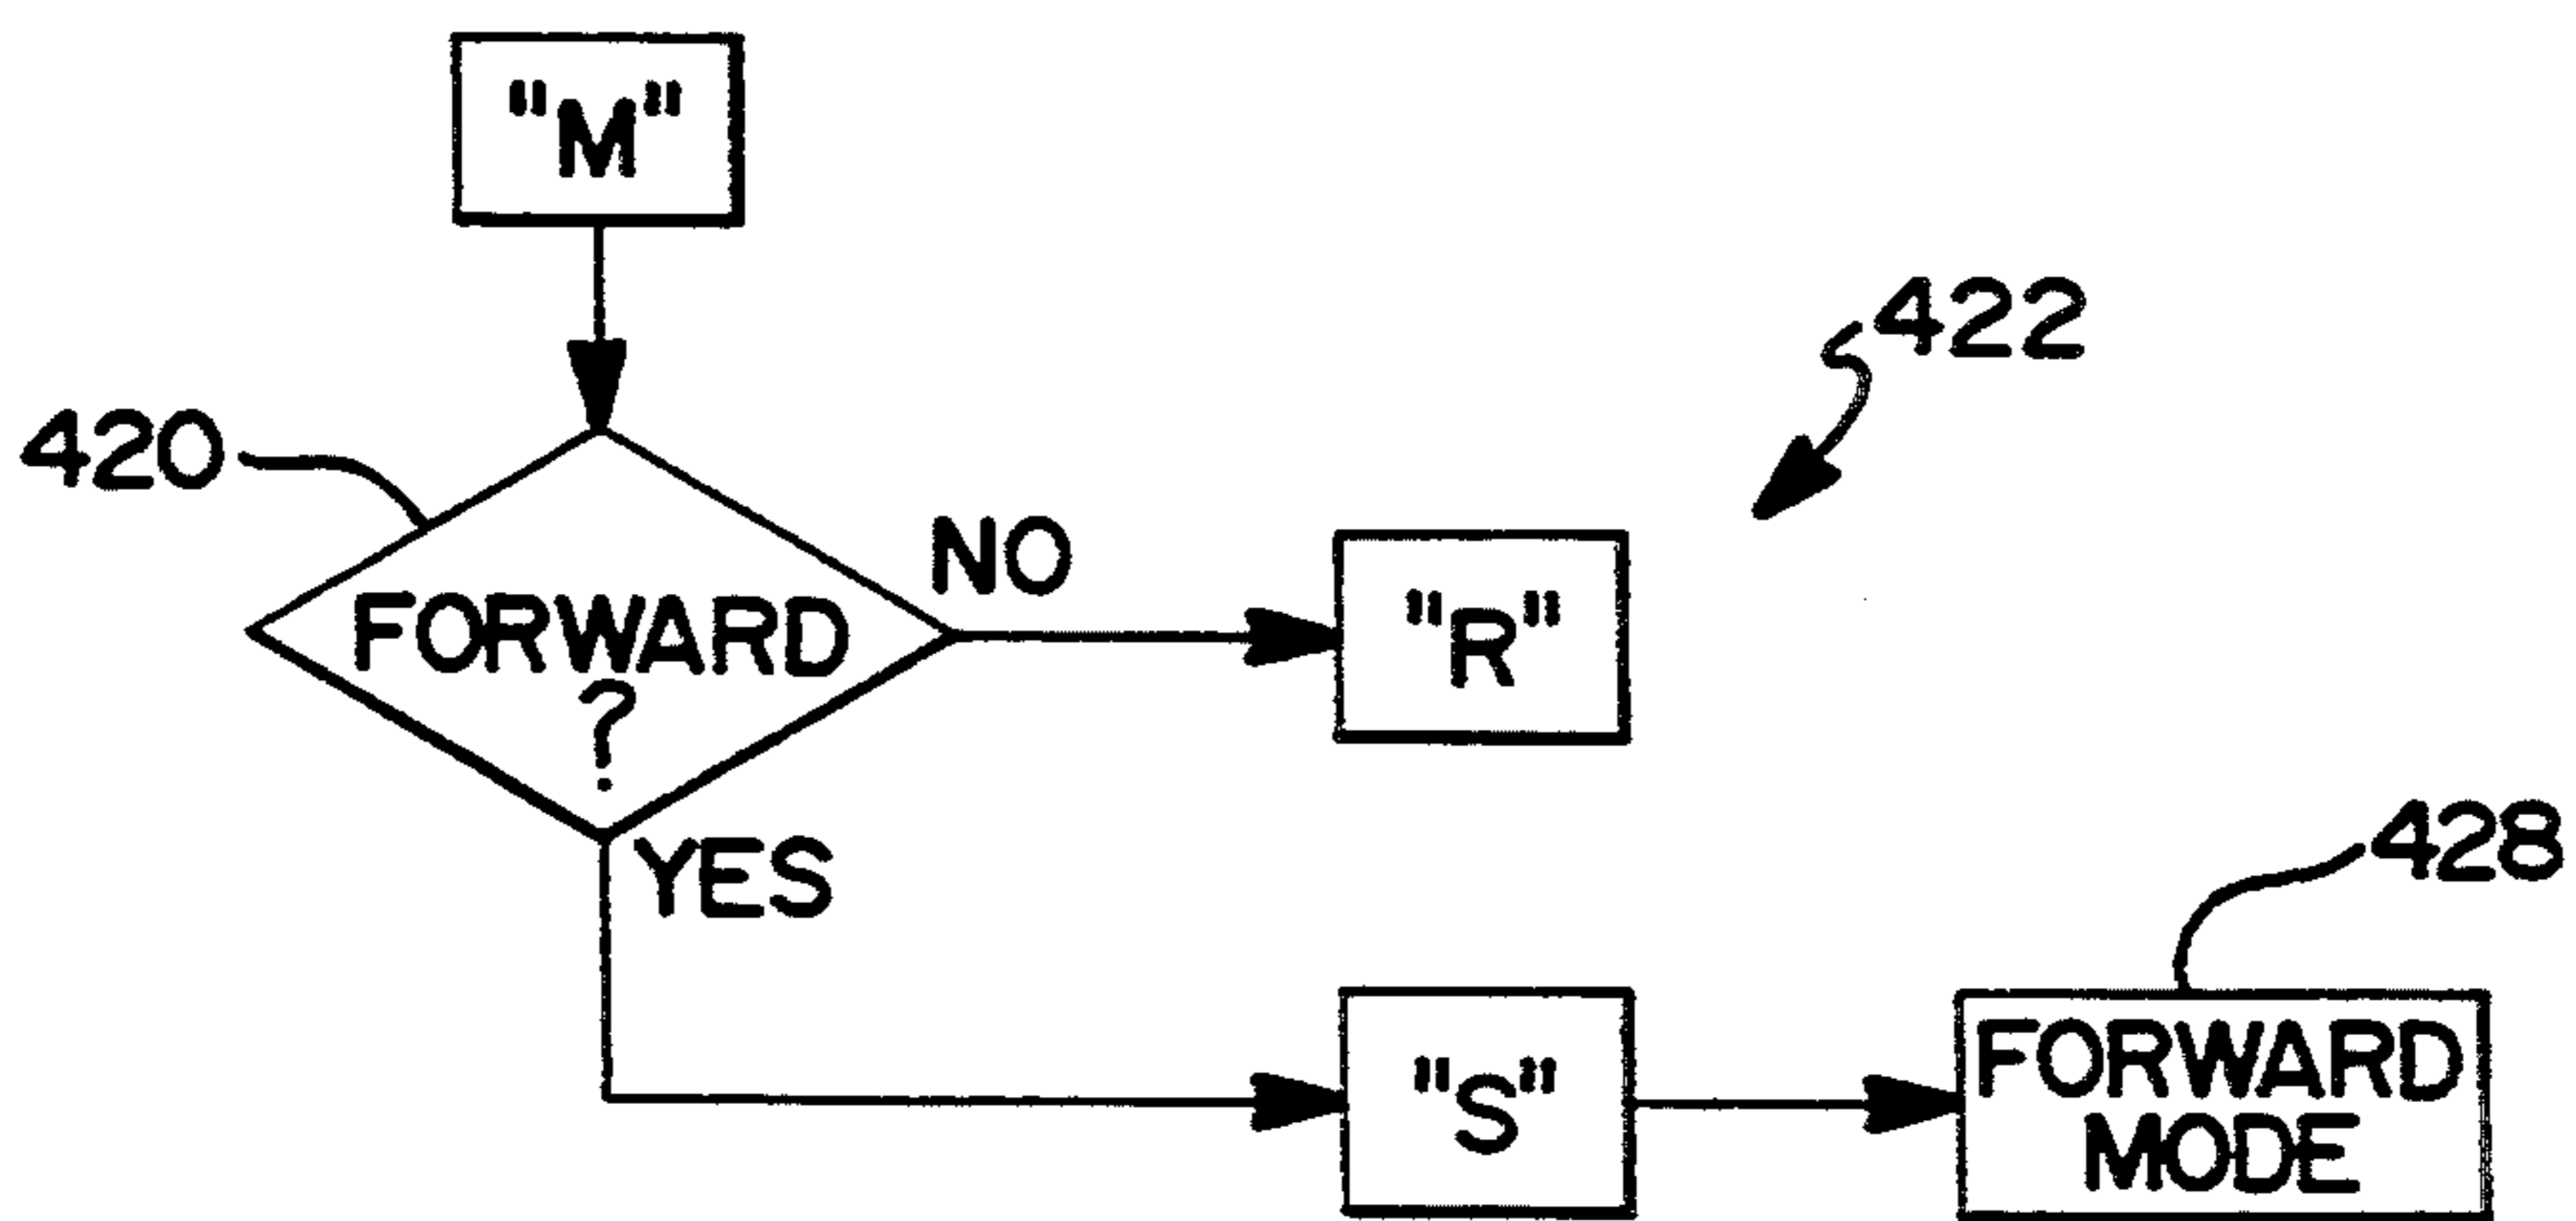 "M"
422
420
NO
FORWARD
?
"R"
YES
428
"S"
FORWARD
MODE